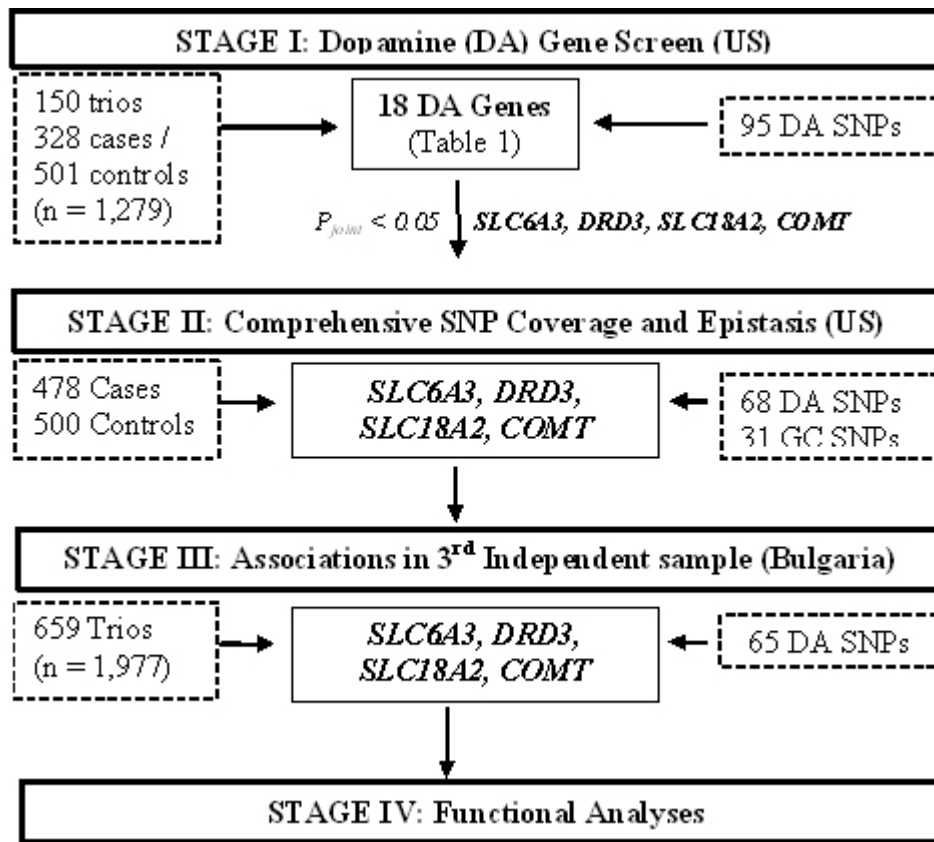 STAGE I: Dopamine (DA) Gene Screen (US)
150 trios
328 cases /
501 controls
(n = 1,279)
18 DA Genes
(Table 1)
95 DA SNPs
P_joint < 0.05
SLC6A3, DRD3, SLC18A2, COMT
STAGE II: Comprehensive SNP Coverage and Epistasis (US)
478 Cases
500 Controls
SLC6A3, DRD3,
SLC18A2, COMT
68 DA SNPs
31 GC SNPs
STAGE III: Associations in 3rd Independent sample (Bulgaria)
659 Trios
(n = 1,977)
SLC6A3, DRD3,
SLC18A2, COMT
65 DA SNPs
STAGE IV: Functional Analyses